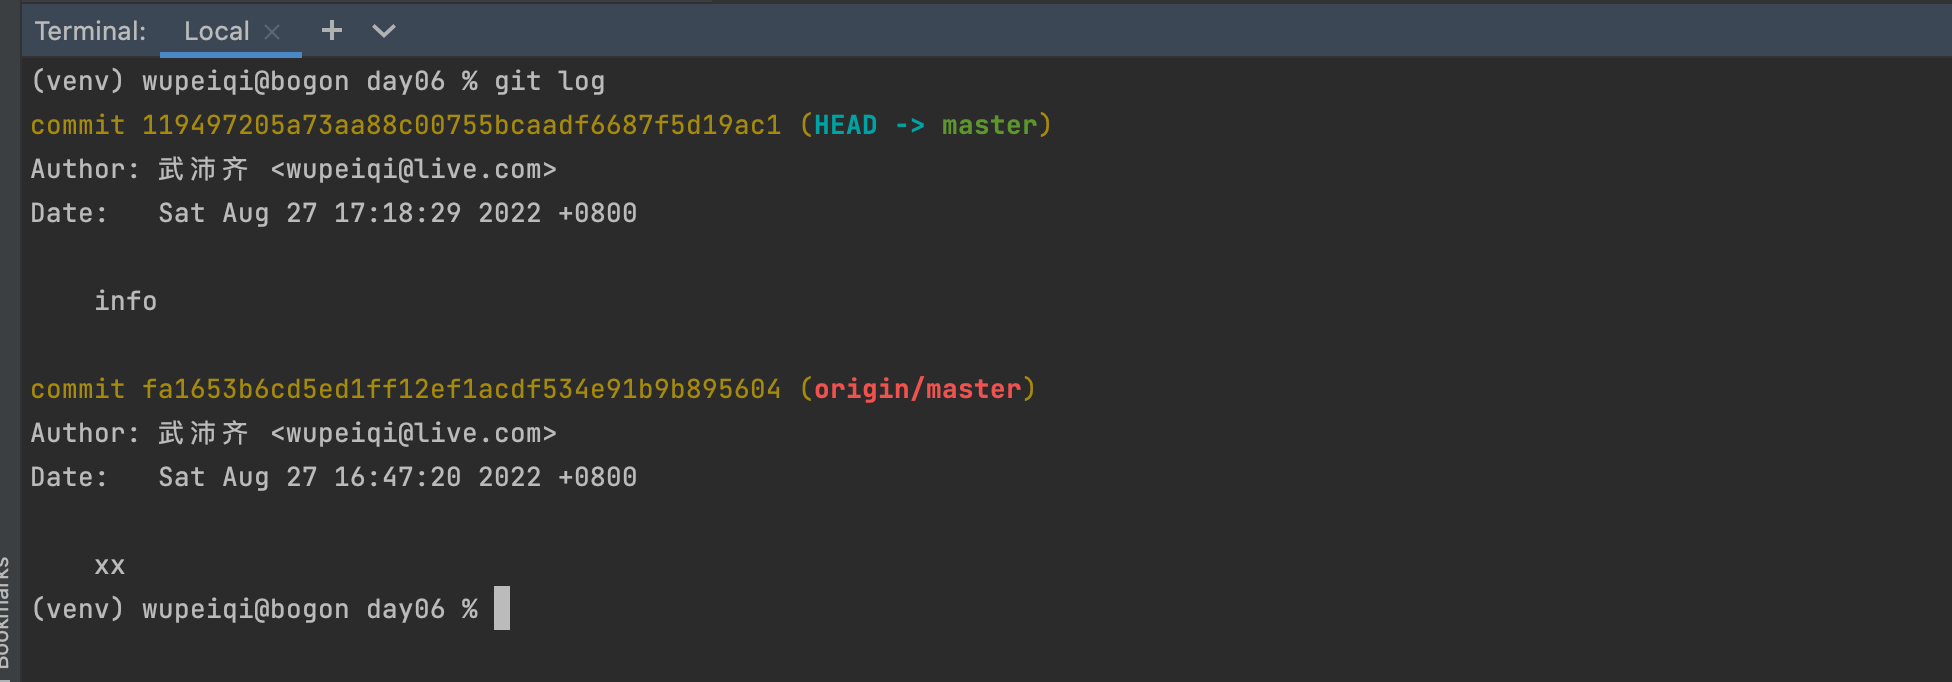 Terminal: Local × + ⌄
(venv) wupeiqi@bogon day06 % git log
commit 119497205a73aa88c00755bcaadf6687f5d19ac1 (HEAD -> master)
Author: 武沛齐 <wupeiqi@live.com>
Date:   Sat Aug 27 17:18:29 2022 +0800
info
commit fa1653b6cd5ed1ff12ef1acdf534e91b9b895604 (origin/master)
Author: 武沛齐 <wupeiqi@live.com>
Date:   Sat Aug 27 16:47:20 2022 +0800
xx
(venv) wupeiqi@bogon day06 %
Bookmarks